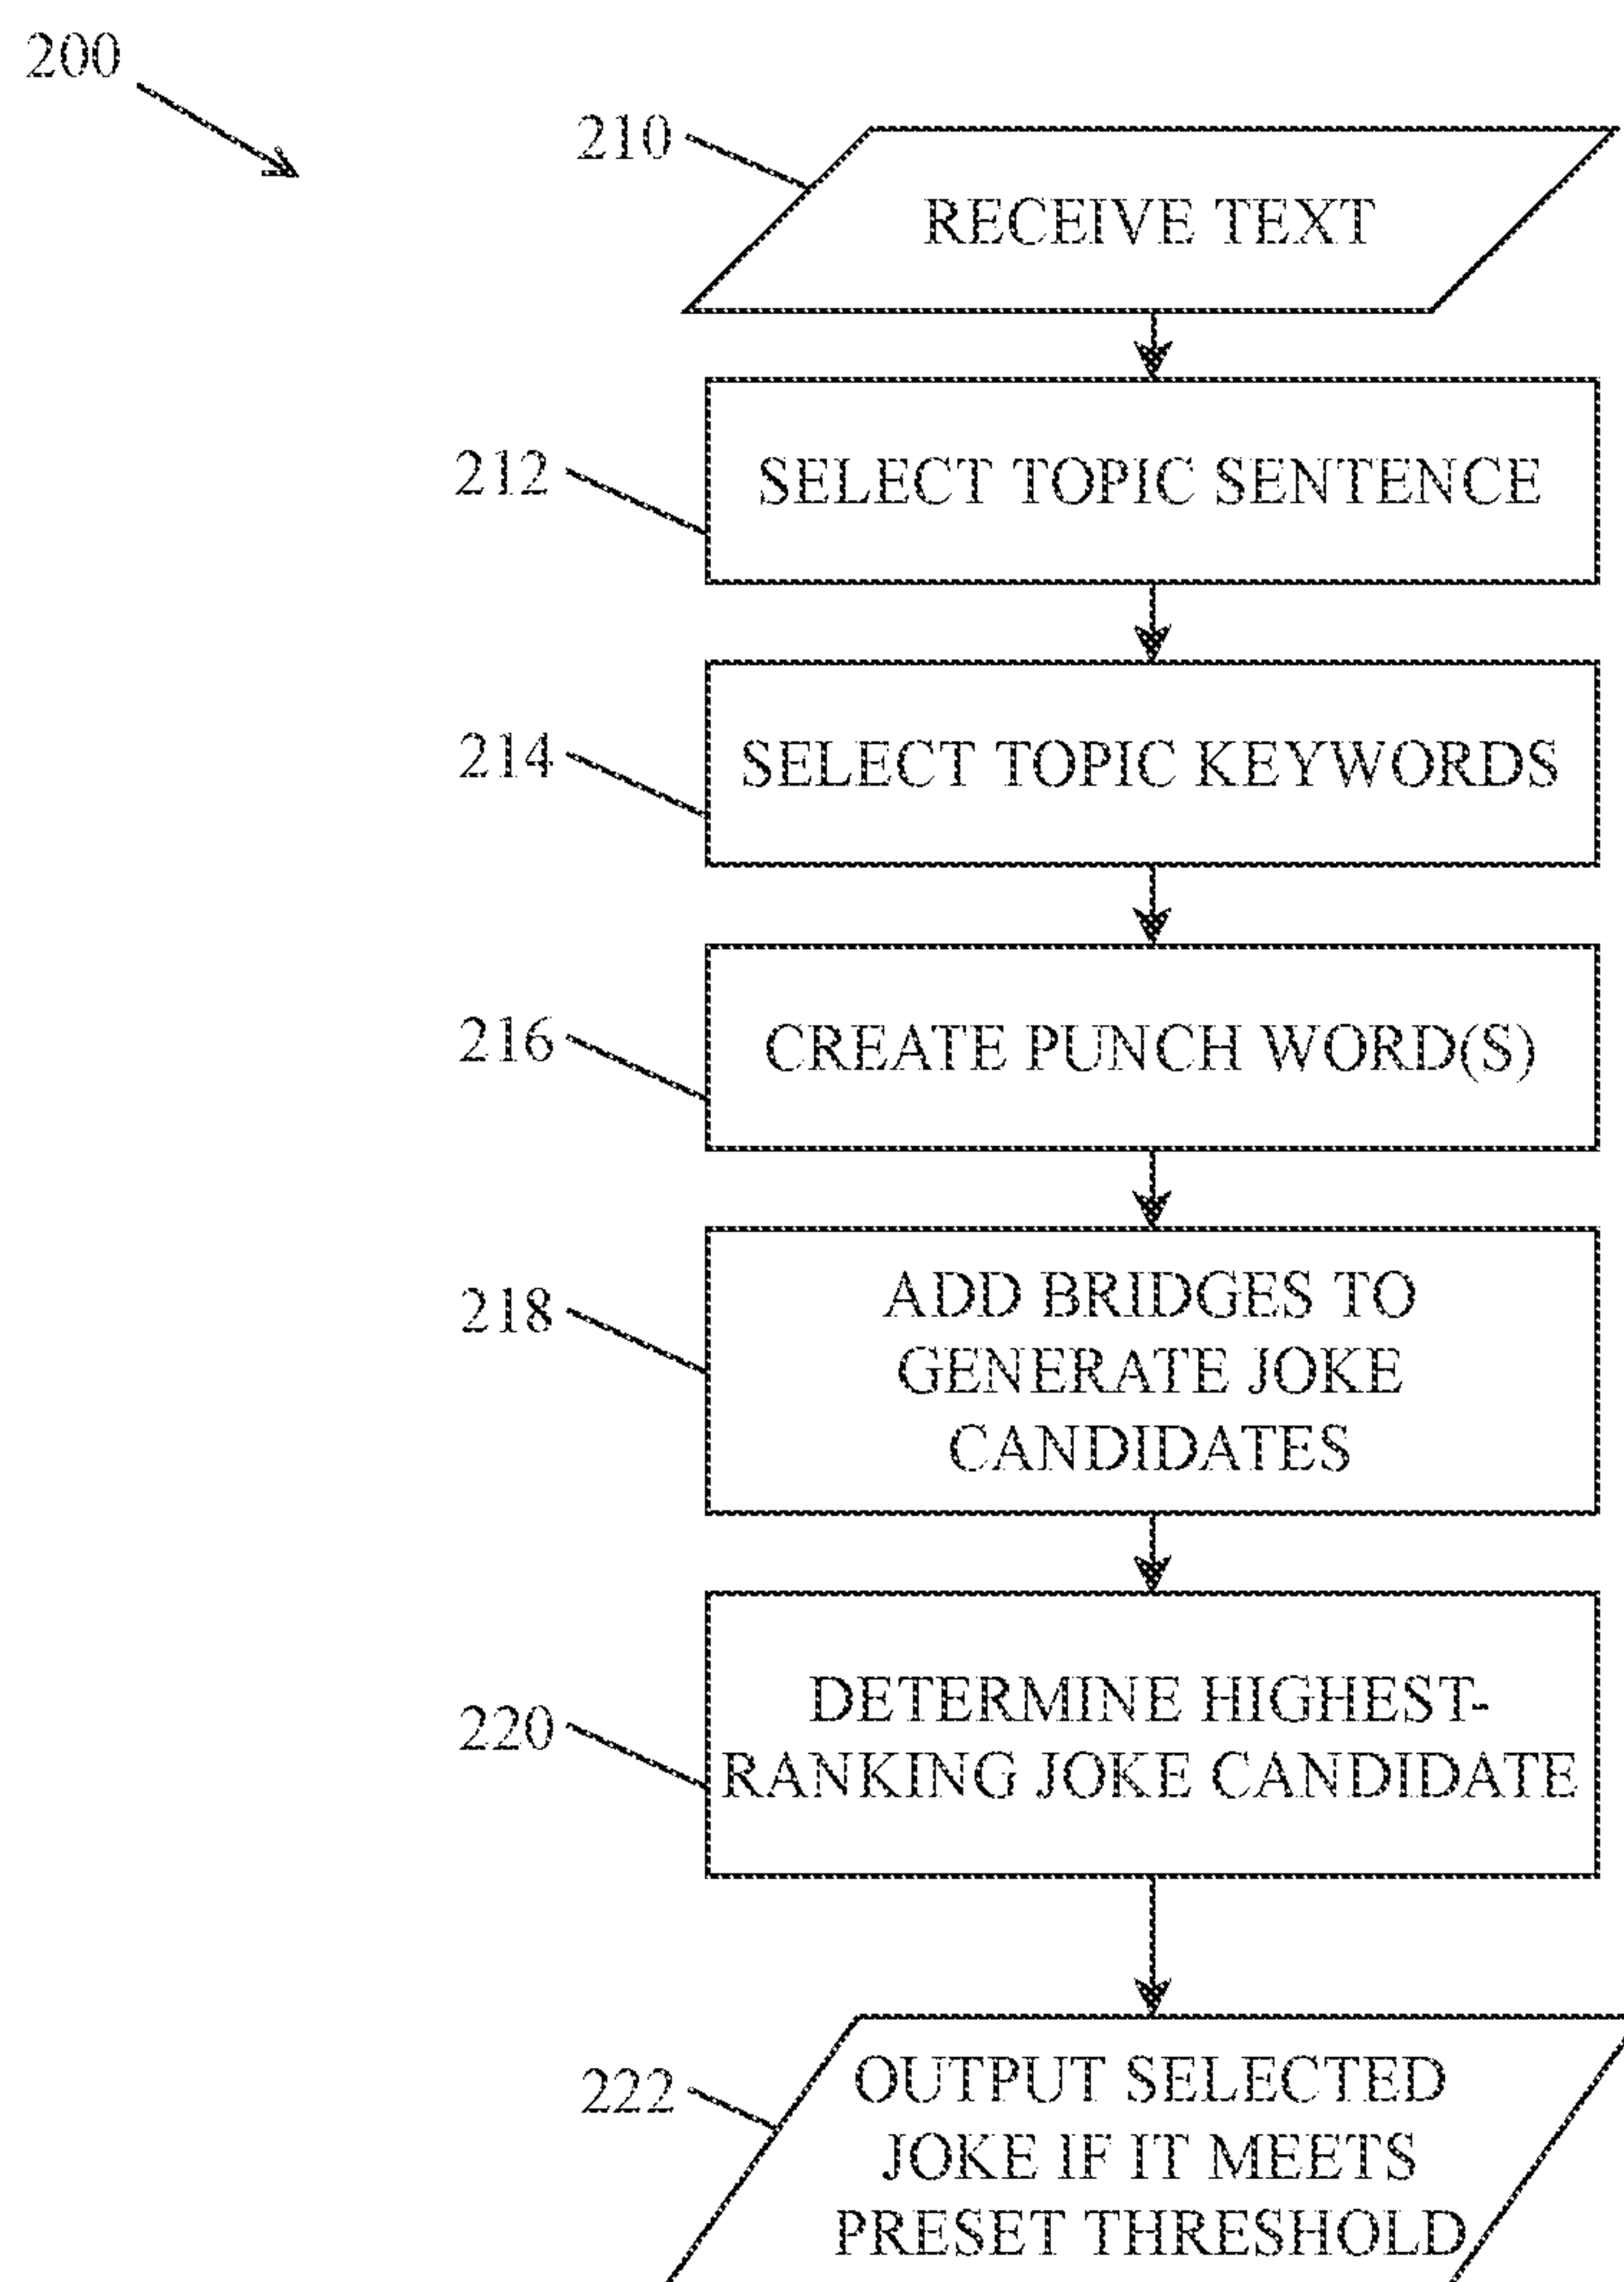 200
210
RECEIVE TEXT
212
SELECT TOPIC SENTENCE
214
SELECT TOPIC KEYWORDS
216
CREATE PUNCH WORD(S)
218
ADD BRIDGES TO
GENERATE JOKE
CANDIDATES
220
DETERMINE HIGHEST-
RANKING JOKE CANDIDATE
222
OUTPUT SELECTED
JOKE IF IT MEETS
PRESET THRESHOLD